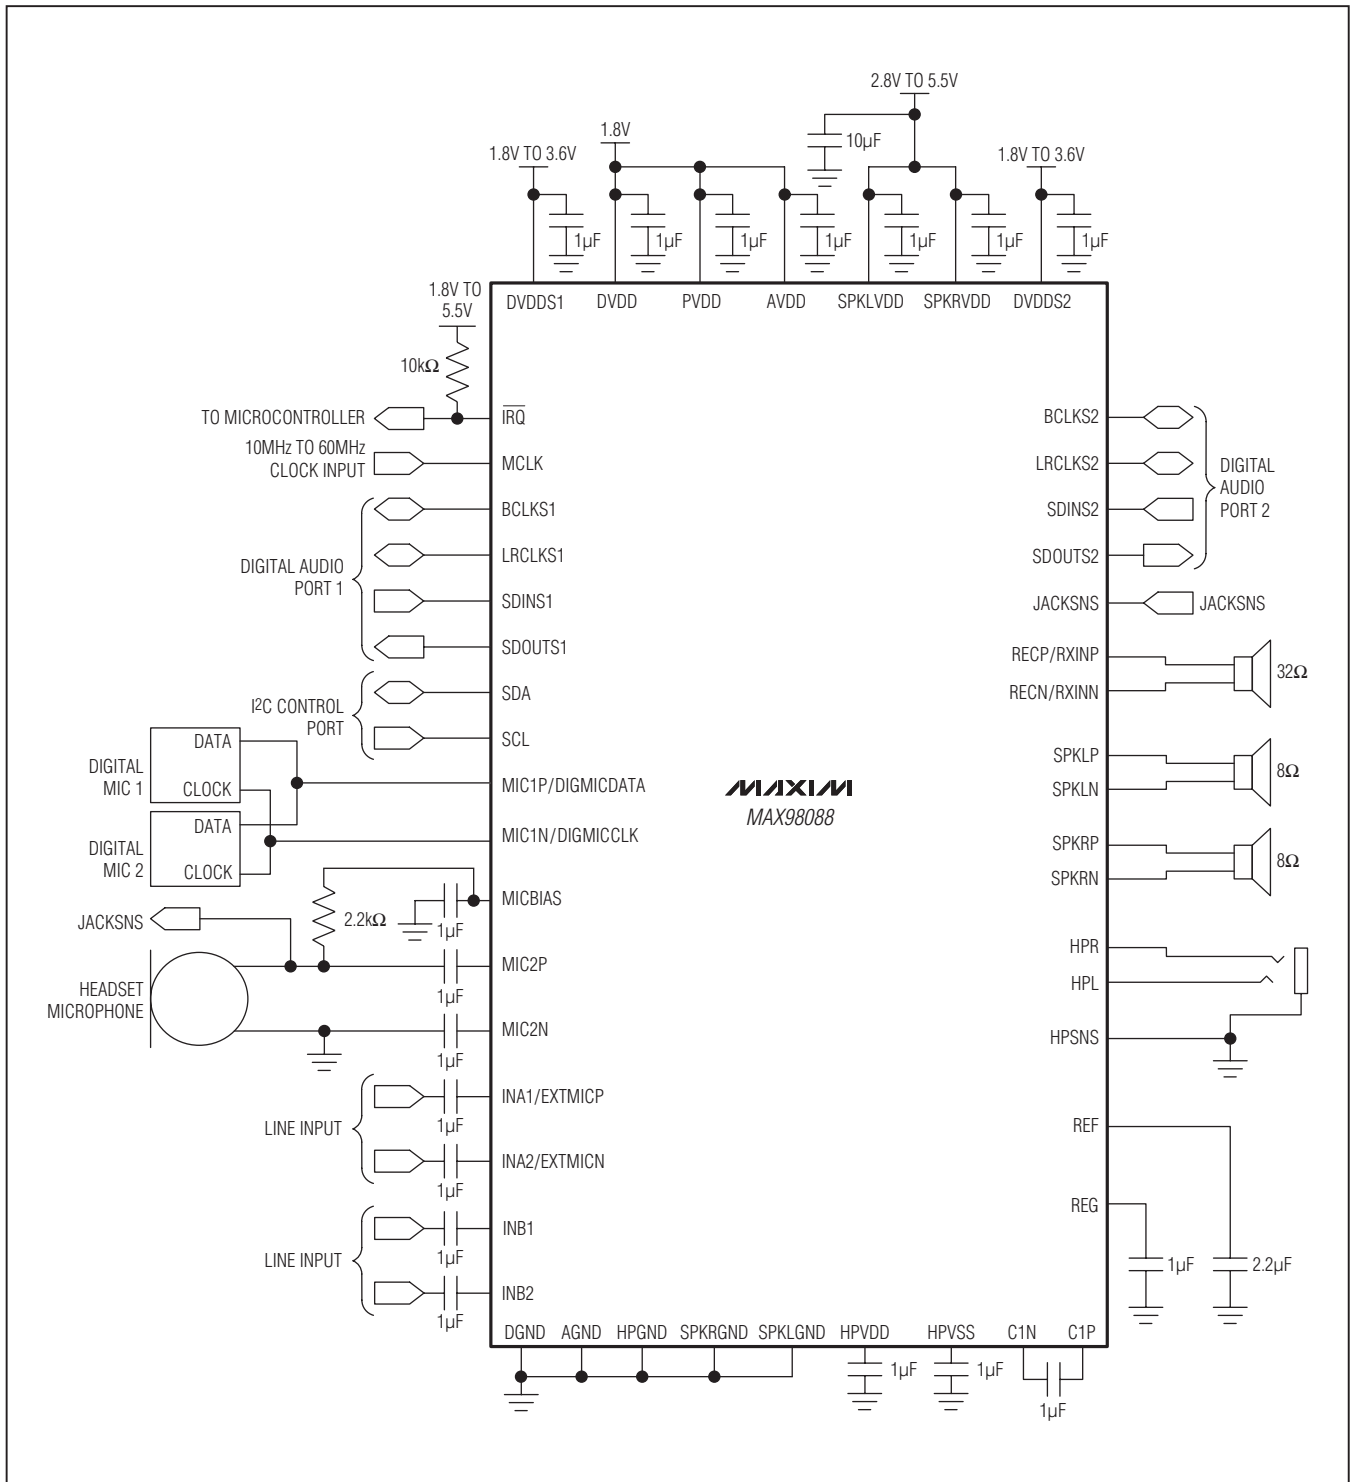 2.8V TO 5.5V
10µF
1.8V
1.8V TO 3.6V
1.8V TO 3.6V
1µF
1µF
1µF
1µF
1µF
1µF
1µF
DVDDS1
DVDD
PVDD
AVDD
SPKLVDD
SPKRVDD
DVDDS2
1.8V TO
5.5V
10kΩ
TO MICROCONTROLLER
IRQ
10MHz TO 60MHz
CLOCK INPUT
MCLK
DIGITAL AUDIO
PORT 1
BCLKS1
LRCLKS1
SDINS1
SDOUTS1
I²C CONTROL
PORT
SDA
SCL
DIGITAL
MIC 1
DATA
CLOCK
DIGITAL
MIC 2
DATA
CLOCK
MIC1P/DIGMICDATA
MIC1N/DIGMICCLK
MICBIAS
1µF
2.2kΩ
JACKSNS
HEADSET
MICROPHONE
MIC2P
1µF
MIC2N
1µF
LINE INPUT
INA1/EXTMICP
1µF
INA2/EXTMICN
1µF
LINE INPUT
INB1
1µF
INB2
1µF
MAXIM
MAX98088
BCLKS2
LRCLKS2
SDINS2
SDOUTS2
DIGITAL
AUDIO
PORT 2
JACKSNS
JACKSNS
RECP/RXINP
RECN/RXINN
32Ω
SPKLP
SPKLN
8Ω
SPKRP
SPKRN
8Ω
HPR
HPL
HPSNS
REF
REG
1µF
2.2µF
DGND
AGND
HPGND
SPKRGND
SPKLGND
HPVDD
HPVSS
C1N
C1P
1µF
1µF
1µF